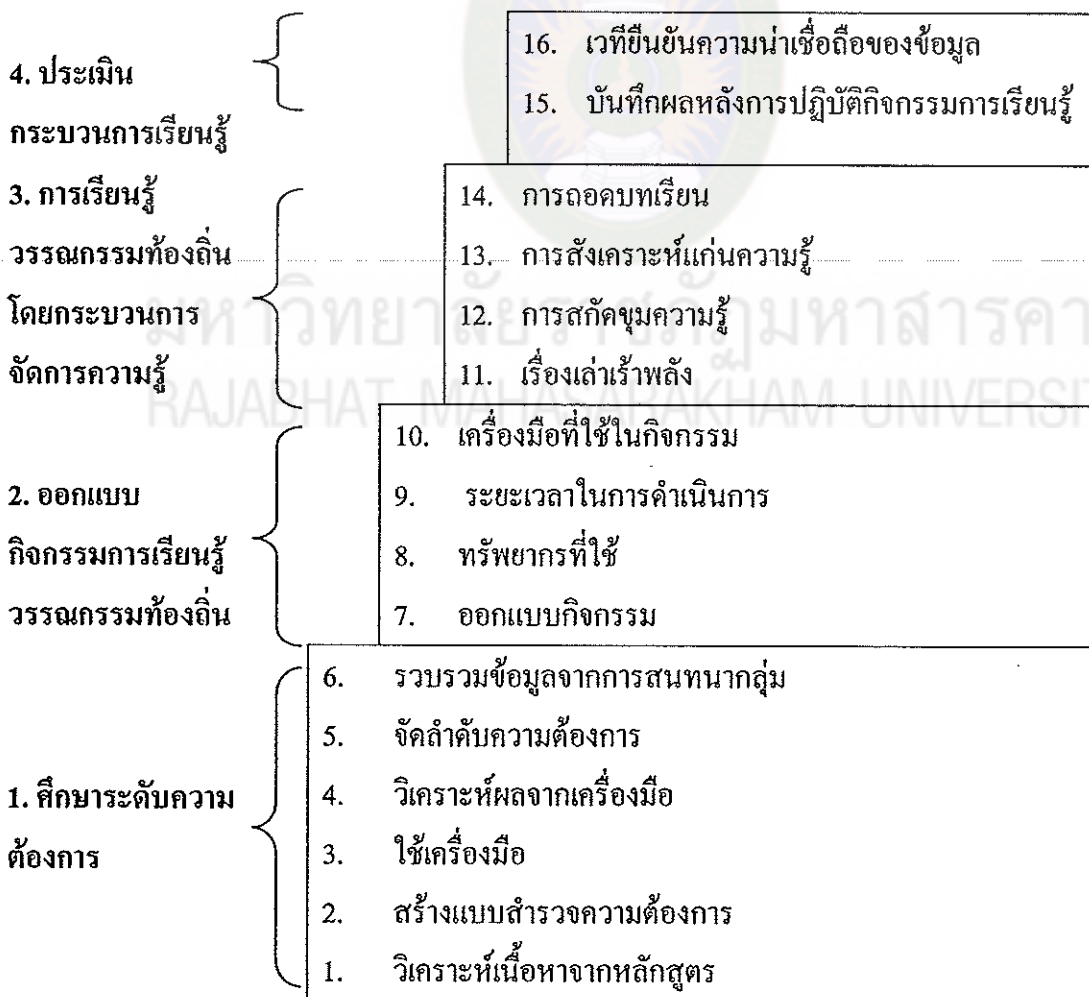 16. เวทียืนยันความน่าเชื่อถือของข้อมูล
4. ประเมิน
15. บันทึกผลหลังการปฏิบัติกิจกรรมการเรียนรู้
กระบวนการเรียนรู้
3. การเรียนรู้
14. การถอดบทเรียน
วรรณกรรมท้องถิ่น
13. การสังเคราะห์แก่นความรู้
โดยกระบวนการ
12. การสกัดขุมความรู้
จัดการความรู้
11. เรื่องเล่าเร้าพลัง
มหาวิทยาลัยราชภัฏมหาสารคา
RAJABHAT MAHASARAKHAM UNIVERSI
10. เครื่องมือที่ใช้ในกิจกรรม
2. ออกแบบ
9. ระยะเวลาในการดำเนินการ
กิจกรรมการเรียนรู้
8. ทรัพยากรที่ใช้
วรรณกรรมท้องถิ่น
7. ออกแบบกิจกรรม
6. รวบรวมข้อมูลจากการสนทนากลุ่ม
5. จัดลำดับความต้องการ
1. ศึกษาระดับความ
4. วิเคราะห์ผลจากเครื่องมือ
ต้องการ
3. ใช้เครื่องมือ
2. สร้างแบบสำรวจความต้องการ
1. วิเคราะห์เนื้อหาจากหลักสูตร